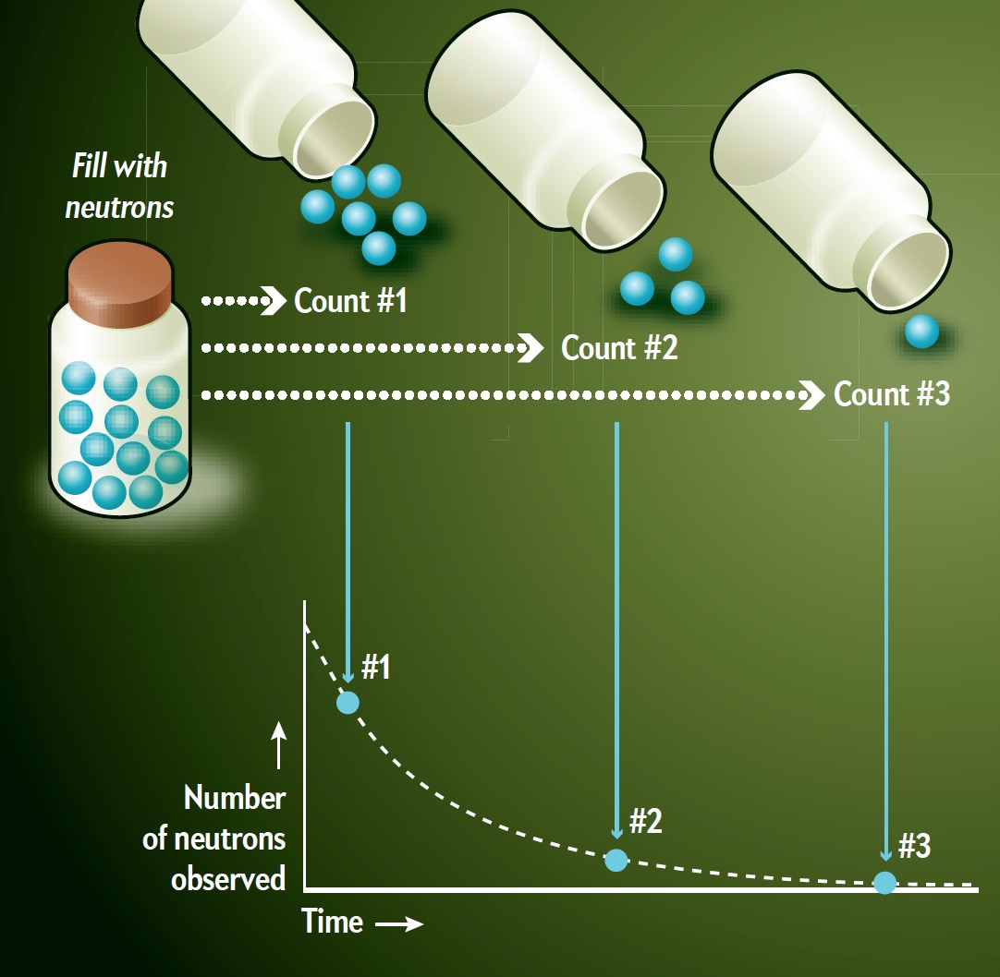 Fill with
neutrons
Count #1
Count #2
Count #3
#1
#2
#3
Number
of neutrons
observed
Time